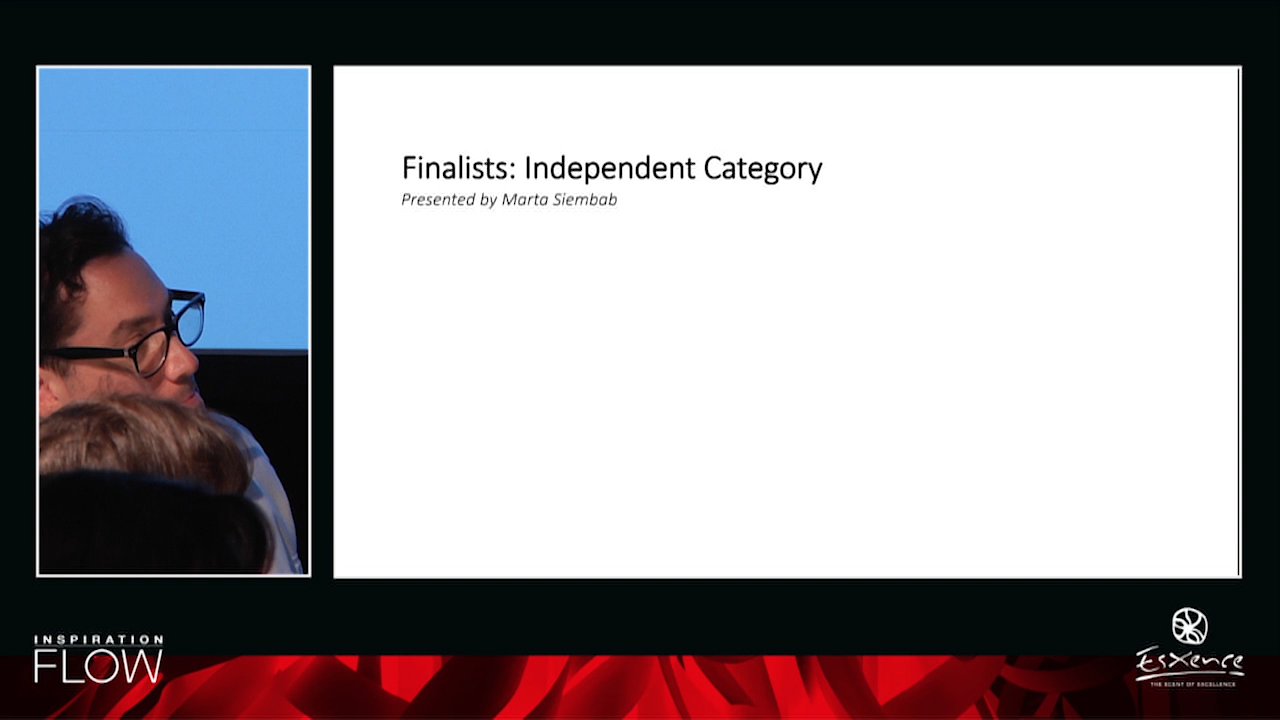 Finalists: Independent Category
Presented by Marta Siembab
INSPIRATION
FLOW
EsXence
THE SCENT OF EXCELLENCE